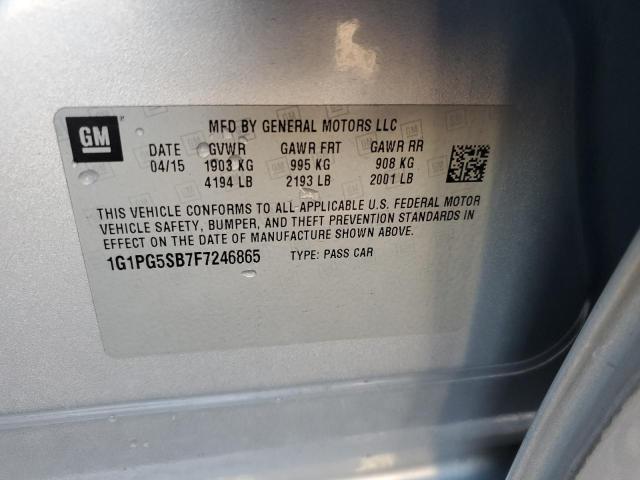 GM
MFD BY GENERAL MOTORS LLC
DATE GVWR GAWR FRT GAWR RR
04/15 1903 KG 995 KG 908 KG
4194 LB 2193 LB 2001 LB
THIS VEHICLE CONFORMS TO ALL APPLICABLE U.S. FEDERAL MOTOR
VEHICLE SAFETY, BUMPER, AND THEFT PREVENTION STANDARDS IN
EFFECT ON THE DATE OF MANUFACTURE SHOWN ABOVE.
1G1PG5SB7F7246865 TYPE: PASS CAR